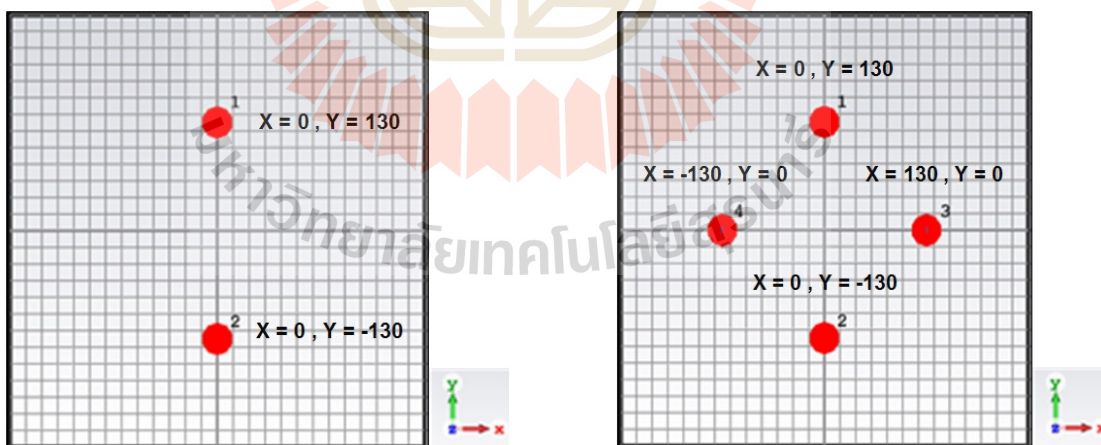 1
X = 0 , Y = 130
2
X = 0 , Y = -130
y
z x
X = 0 , Y = 130
1
X = -130 , Y = 0
X = 130 , Y = 0
4
3
X = 0 , Y = -130
2
y
z x
มหาวิทยาลัยเทคโนโลยีสุรนารี